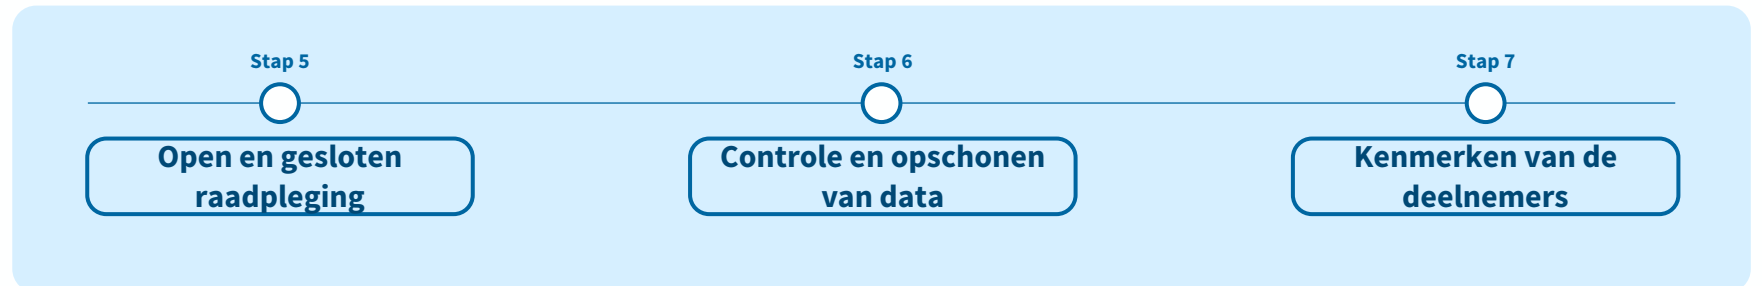 Stap 5
Open en gesloten
raadpleging
Stap 6
Controle en opschonen
van data
Stap 7
Kenmerken van de
deelnemers